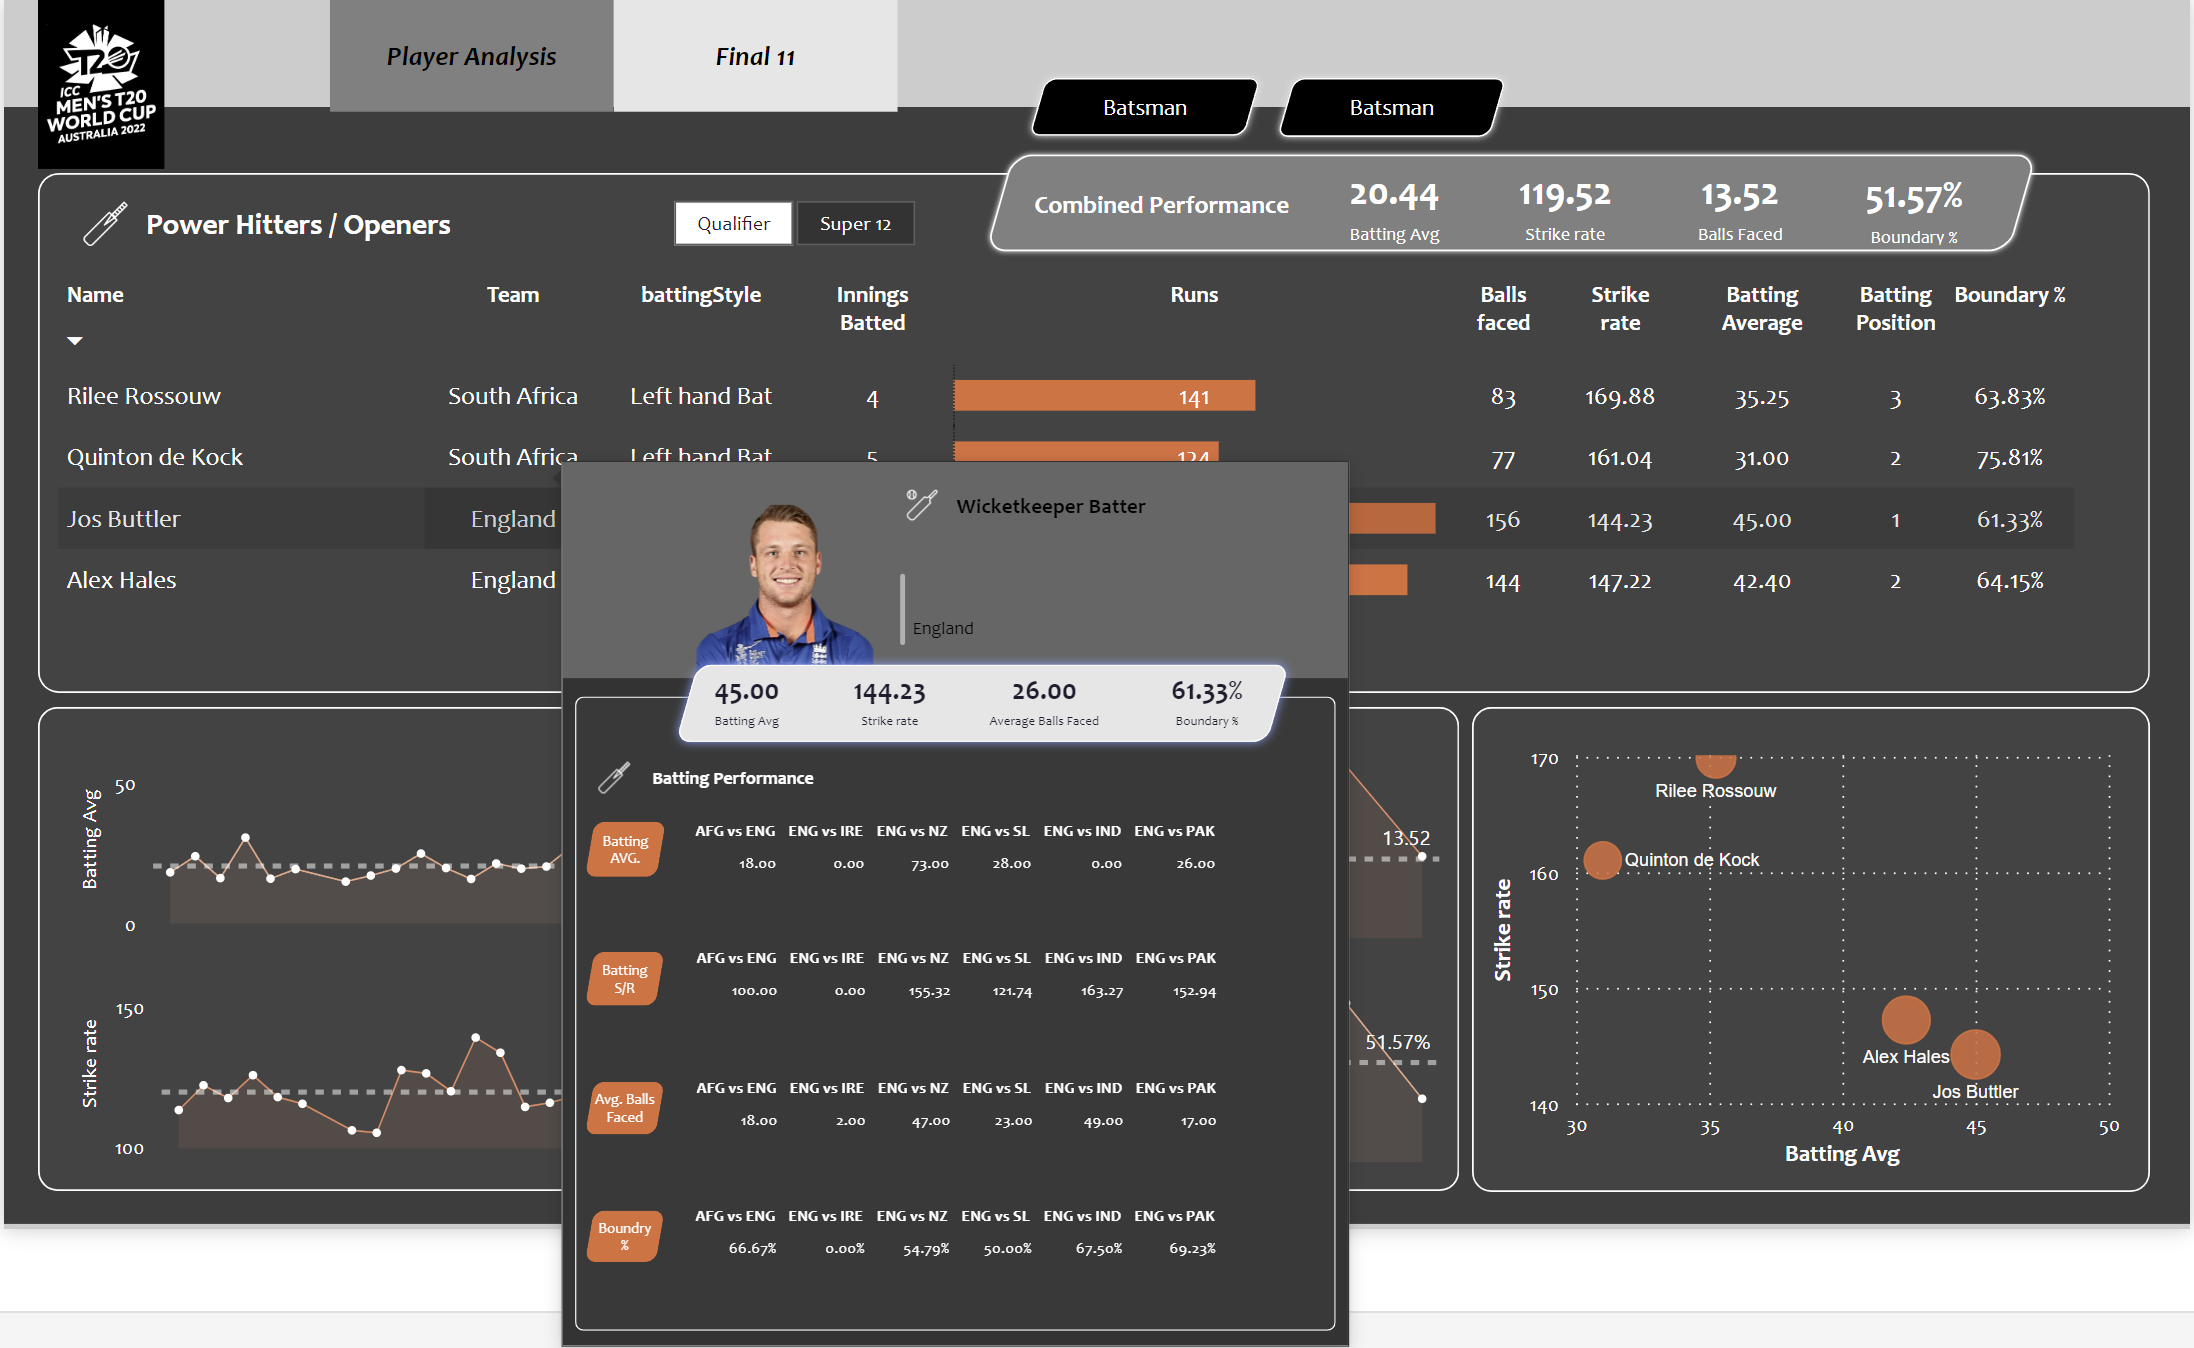 Player Analysis
Final 11
ICC
MEN'S T20
WORLD CUP
AUSTRALIA 2022
Batsman
Batsman
Power Hitters / Openers
Qualifier
Super 12
Combined Performance
20.44
119.52
13.52
51.57%
Batting Avg
Strike rate
Balls Faced
Boundary %
Name
Team
battingStyle
Innings
Batted
Runs
Balls
faced
Strike
rate
Batting
Average
Batting
Position
Boundary %
Rilee Rossouw South Africa Left hand Bat 4 141 83 169.88 35.25 3 63.83%
Quinton de Kock South Africa Left hand Bat 5 124 77 161.04 31.00 2 75.81%
Jos Buttler England 156 144.23 45.00 1 61.33%
Alex Hales England 144 147.22 42.40 2 64.15%
Wicketkeeper Batter
England
45.00 144.23 26.00 61.33%
Batting Avg Strike rate Average Balls Faced Boundary %
Batting Performance
Batting
AVG.
AFG vs ENG ENG vs IRE ENG vs NZ ENG vs SL ENG vs IND ENG vs PAK
18.00 0.00 73.00 28.00 0.00 26.00
Batting
S/R
AFG vs ENG ENG vs IRE ENG vs NZ ENG vs SL ENG vs IND ENG vs PAK
100.00 0.00 155.32 121.74 163.27 152.94
Avg. Balls
Faced
AFG vs ENG ENG vs IRE ENG vs NZ ENG vs SL ENG vs IND ENG vs PAK
18.00 2.00 47.00 23.00 49.00 17.00
Boundry
%
AFG vs ENG ENG vs IRE ENG vs NZ ENG vs SL ENG vs IND ENG vs PAK
66.67% 0.00% 54.79% 50.00% 67.50% 69.23%
Batting Avg
50
0
Strike rate
150
100
13.52
51.57%
Strike rate
170
160
150
140
Rilee Rossouw
Quinton de Kock
Alex Hales
Jos Buttler
30 35 40 45 50
Batting Avg